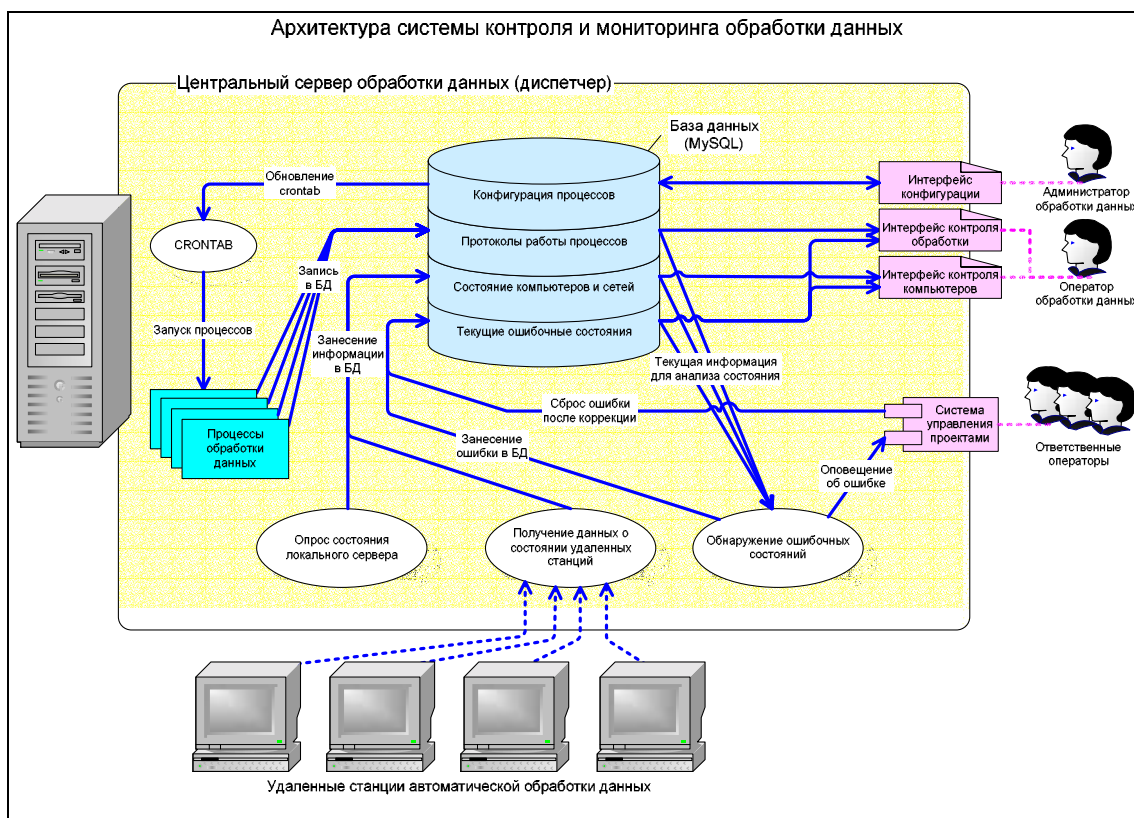 Архитектура системы контроля и мониторинга обработки данных
Центральный сервер обработки данных (диспетчер)
База данных
(MySQL)
Обновление
crontab
Конфигурация процессов
Интерфейс
конфигурации
Администратор
обработки данных
CRONTAB
Протоколы работы процессов
Интерфейс контроля
обработки
Запись
в БД
Состояние компьютеров и сетей
Интерфейс контроля
компьютеров
Оператор
обработки данных
Запуск процессов
Занесение
информации
в БД
Текущие ошибочные состояния
Текущая информация
для анализа состояния
Сброс ошибки
после коррекции
Система
управления
проектами
Процессы
обработки
данных
Занесение
ошибки в БД
Ответственные
операторы
Оповещение
об ошибке
Опрос состояния
локального сервера
Получение данных о
состоянии удаленных
станций
Обнаружение ошибочных
состояний
Удаленные станции автоматической обработки данных